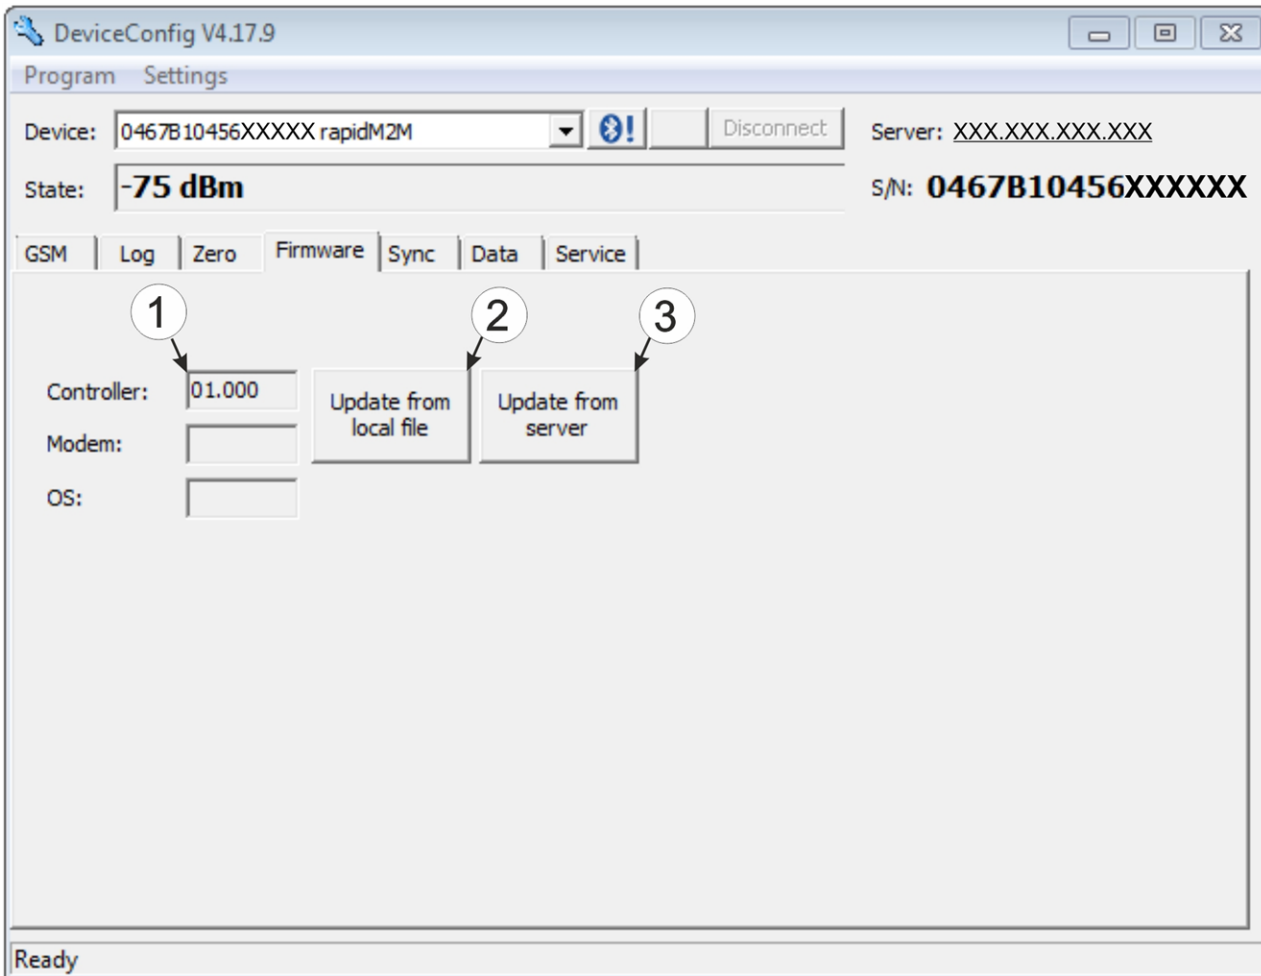 DeviceConfig V4.17.9
Program Settings
Device: 0467B10456XXXXX rapidM2M Disconnect Server: XXX.XXX.XXX.XXX
State: -75 dBm S/N: 0467B10456XXXXXX
GSM Log Zero Firmware Sync Data Service
1 2 3
Controller: 01.000
Update from local file
Update from server
Modem:
OS:
Ready